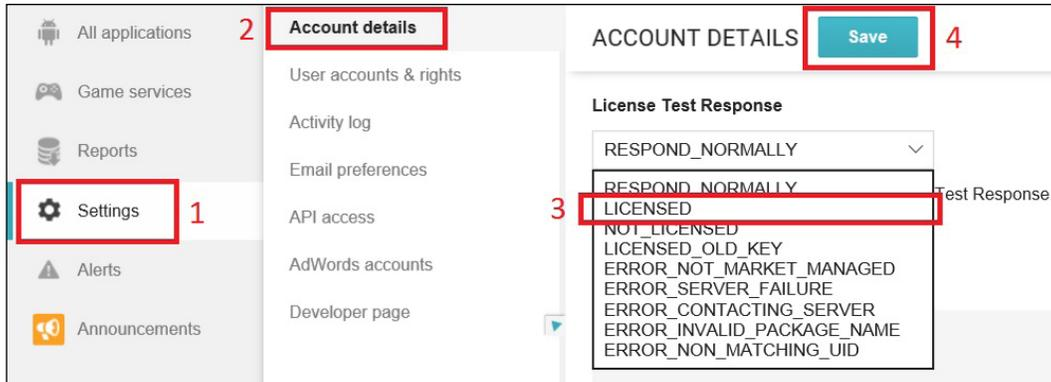 All applications
Game services
Reports
Settings
1
Alerts
Announcements
2
Account details
User accounts & rights
Activity log
Email preferences
API access
AdWords accounts
Developer page
ACCOUNT DETAILS
Save
4
License Test Response
RESPOND_NORMALLY
RESPOND_NORMALLY
Test Response
3
LICENSED
NOT_LICENSED
LICENSED_OLD_KEY
ERROR_NOT_MARKET_MANAGED
ERROR_SERVER_FAILURE
ERROR_CONTACTING_SERVER
ERROR_INVALID_PACKAGE_NAME
ERROR_NON_MATCHING_UID